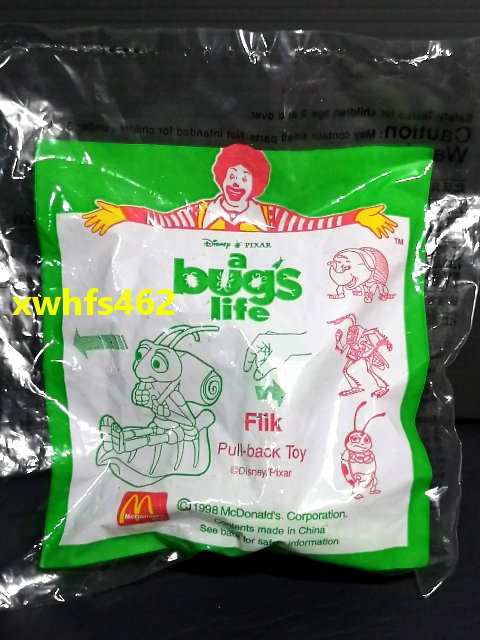 Safety tested for children age 3 and over.
Caution: May contain small parts. Not intended for children under 3
Disney PIXAR
TM
a
bug's
life
xwhfs462
Flik
Pull-back Toy
©Disney/Pixar
McDonald's
©1998 McDonald's Corporation.
Contents made in China
See back for safety information